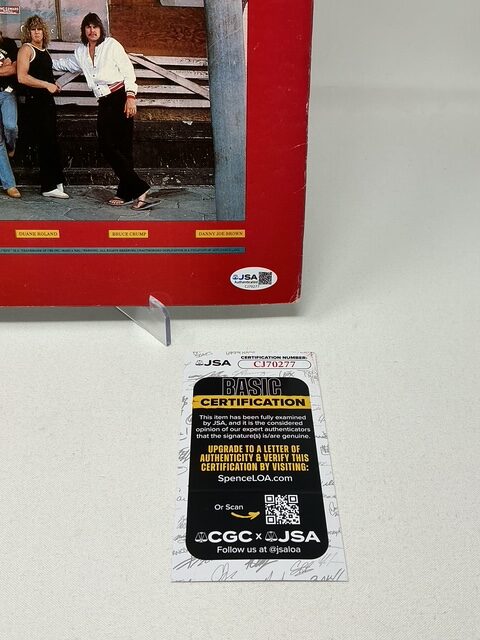 DUANE ROLAND
BRUCE CRUMP
DANNY JOE BROWN
JSA
Authenticated
CJ70277
JSA
CERTIFICATION NUMBER:
CJ70277
BASIC
CERTIFICATION
This item has been fully examined
by JSA, and it is the considered
opinion of our expert authenticators
that the signature(s) is/are genuine.
UPGRADE TO A LETTER OF
AUTHENTICITY & VERIFY THIS
CERTIFICATION BY VISITING:
SpenceLOA.com
Or Scan
CGC x JSA
Follow us at @jsaloa